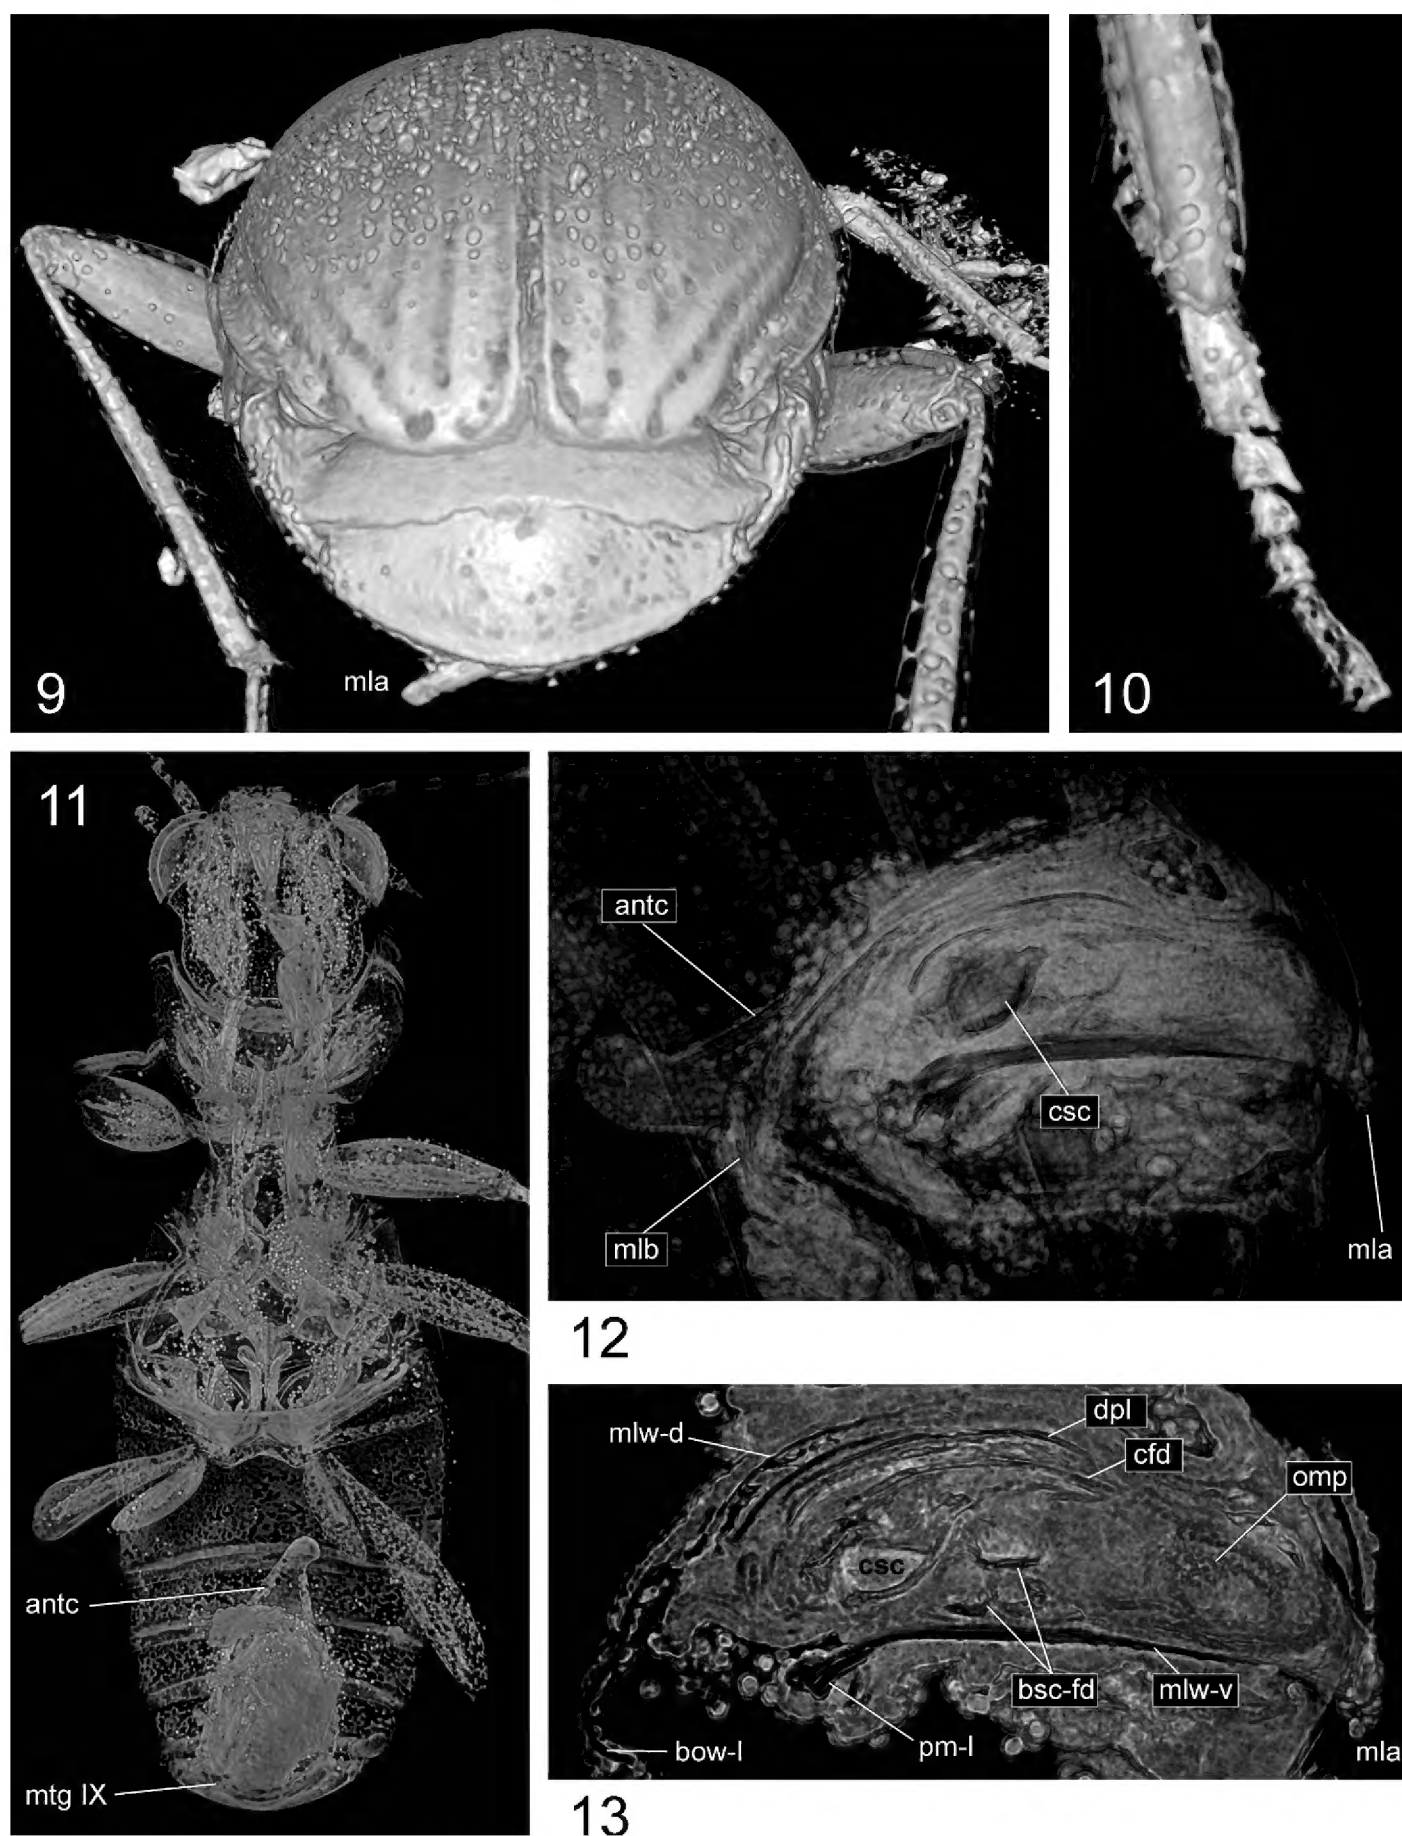 mla
9
10
11
antc
mtg IX
antc
csc
mlb
mla
12
mlw-d
dpl
cfd
omp
csc
bsc-fd
mlw-v
pm-l
bow-l
mla
13